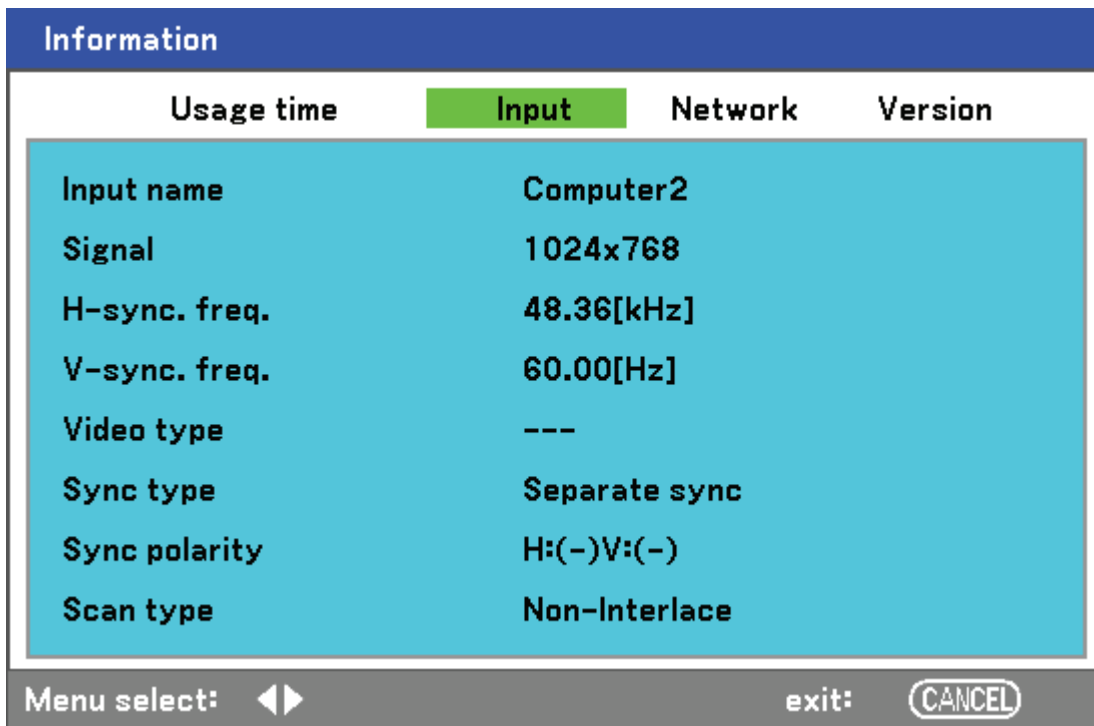 Information
Usage time Input Network Version
Input name Computer2
Signal 1024x768
H-sync. freq. 48.36[kHz]
V-sync. freq. 60.00[Hz]
Video type ---
Sync type Separate sync
Sync polarity H:(-)V:(-)
Scan type Non-Interlace
Menu select: ◀▶ exit: CANCEL